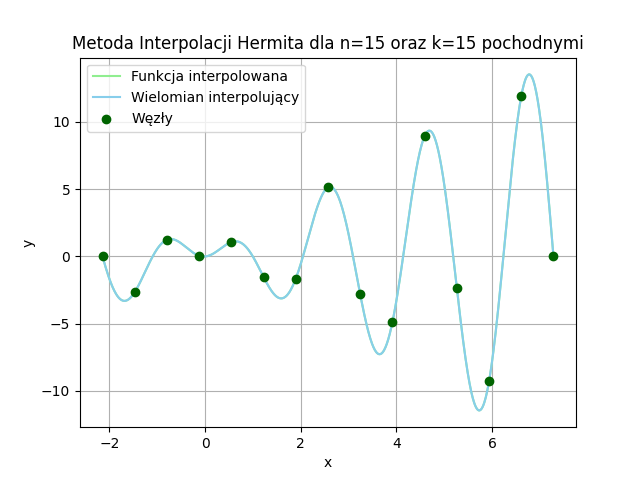 Metoda Interpolacji Hermita dla n=15 oraz k=15 pochodnymi
Funkcja interpolowana
Wielomian interpolujący
Węzły
10
5
0
−5
−10
y
−2
0
2
4
6
x